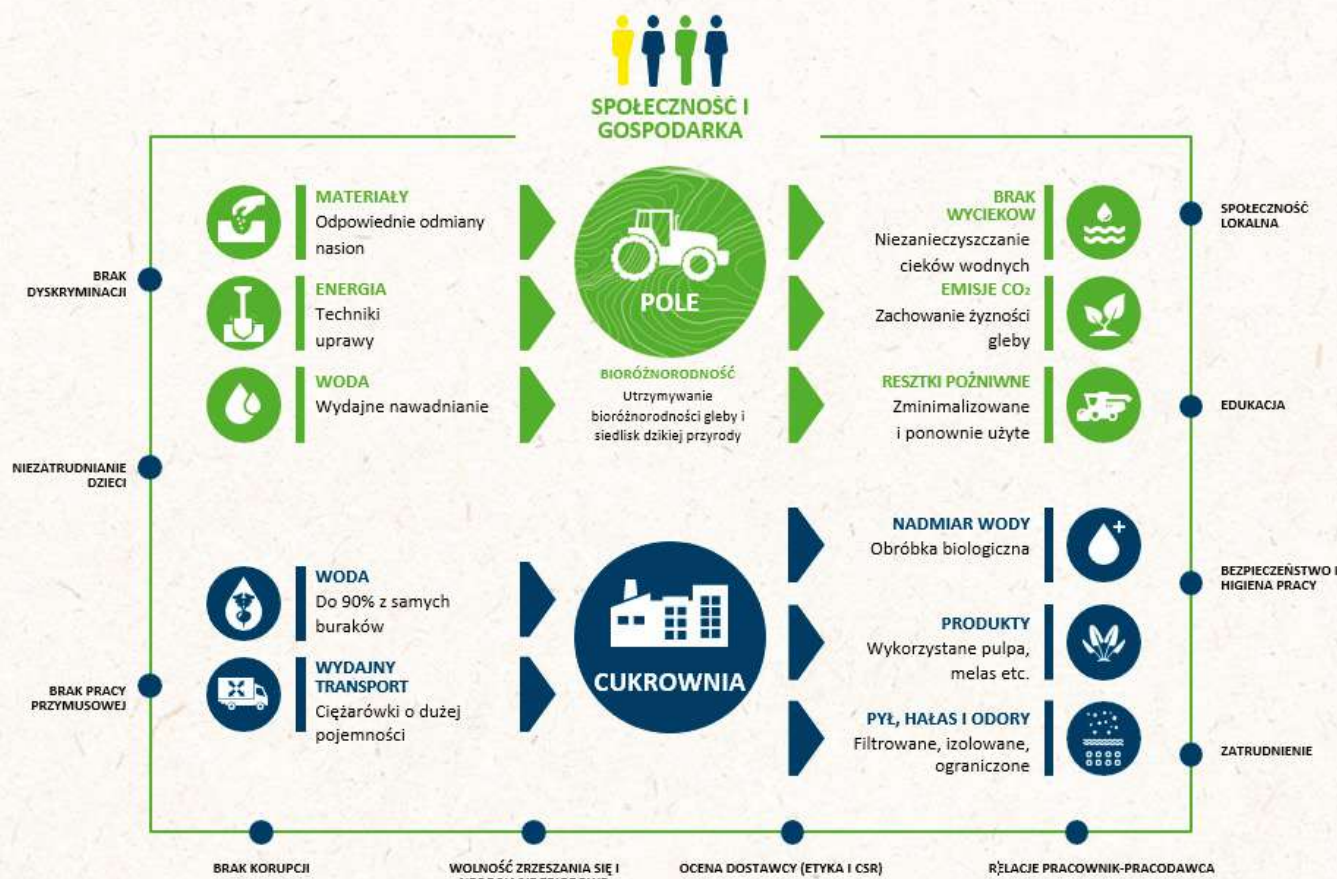 SPOŁECZNOŚĆ I
GOSPODARKA
MATERIAŁY
Odpowiednie odmiany
nasion
ENERGIA
Techniki
uprawy
WODA
Wydajne nawadnianie
POLE
BIORÓŻNORODNOŚĆ
Utrzymywanie
bioróżnorodności gleby i
siedlisk dzikiej przyrody
BRAK
WYCIEKOW
Niezanieczyszczanie
cieków wodnych
EMISJE CO₂
Zachowanie żyzności
gleby
RESZTKI POŻNIWNE
Zminimalizowane
i ponownie użyte
WODA
Do 90% z samych
buraków
WYDAJNY
TRANSPORT
Ciężarówki o dużej
pojemności
CUKROWNIA
NADMIAR WODY
Obróbka biologiczna
PRODUKTY
Wykorzystane pulpa,
melas etc.
PYŁ, HAŁAS I ODORY
Filtrowane, izolowane,
ograniczone
BRAK
DYSKRYMINACJI
NIEZATRUDNIANIE
DZIECI
BRAK PRACY
PRZYMUSOWEJ
SPOŁECZNOŚĆ
LOKALNA
EDUKACJA
BEZPIECZEŃSTWO I
HIGIENA PRACY
ZATRUDNIENIE
BRAK KORUPCJI
WOLNOŚĆ ZRZESZANIA SIĘ I
OCENA DOSTAWCY (ETYKA I CSR)
RELACJE PRACOWNIK-PRACODAWCA